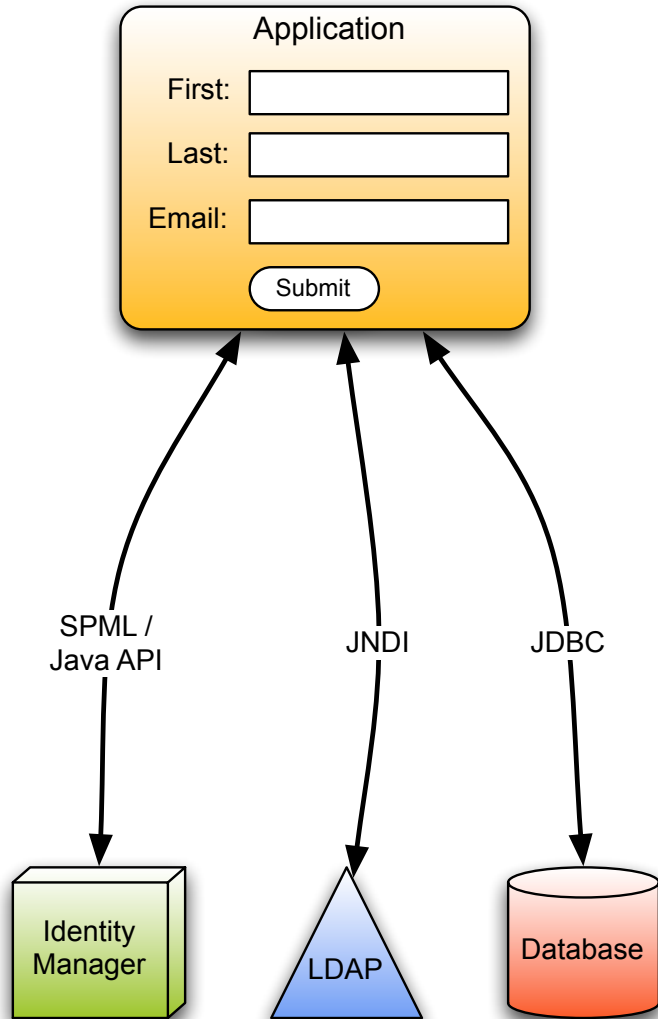 Application
First:
Last:
Email:
Submit
SPML /
Java API
JNDI
JDBC
Identity
Manager
LDAP
Database